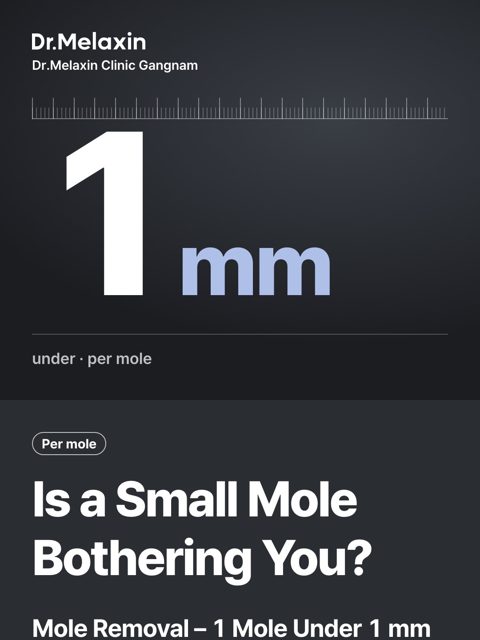 Dr.Melaxin
Dr.Melaxin Clinic Gangnam
1 mm
under · per mole
Per mole
Is a Small Mole
Bothering You?
Mole Removal – 1 Mole Under 1 mm